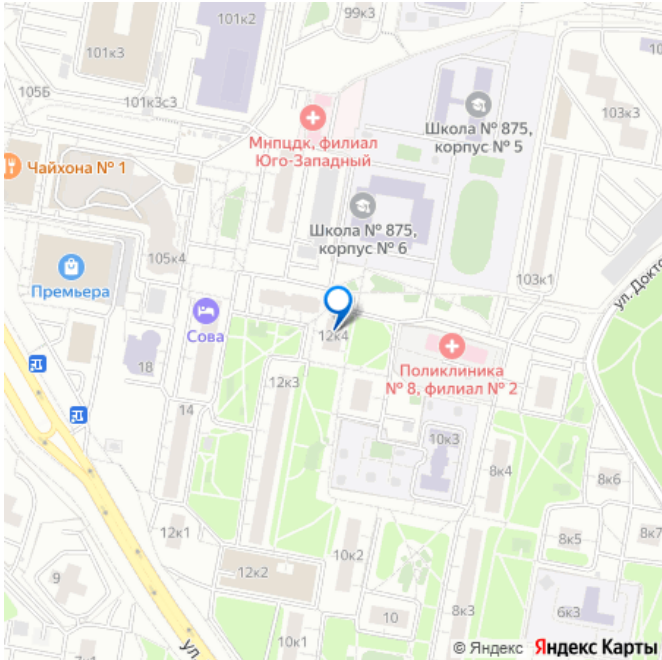 101к2
99к3
101к3
105Б
101к3с3
10
103к3
Мнпцдк, филиал
Юго-Западный
Школа № 875,
корпус № 5
Чайхона № 1
Школа № 875,
корпус № 6
105к4
103к1
ул. Докто
Премьера
Сова
12к4
18
Поликлиника
№ 8, филиал № 2
12к3
14
10к3
8к4
8к6
12к1
8к5
10к2
9
12к2
10
8к3
6к3
10к1
ул.
© Яндекс Яндекс Карты